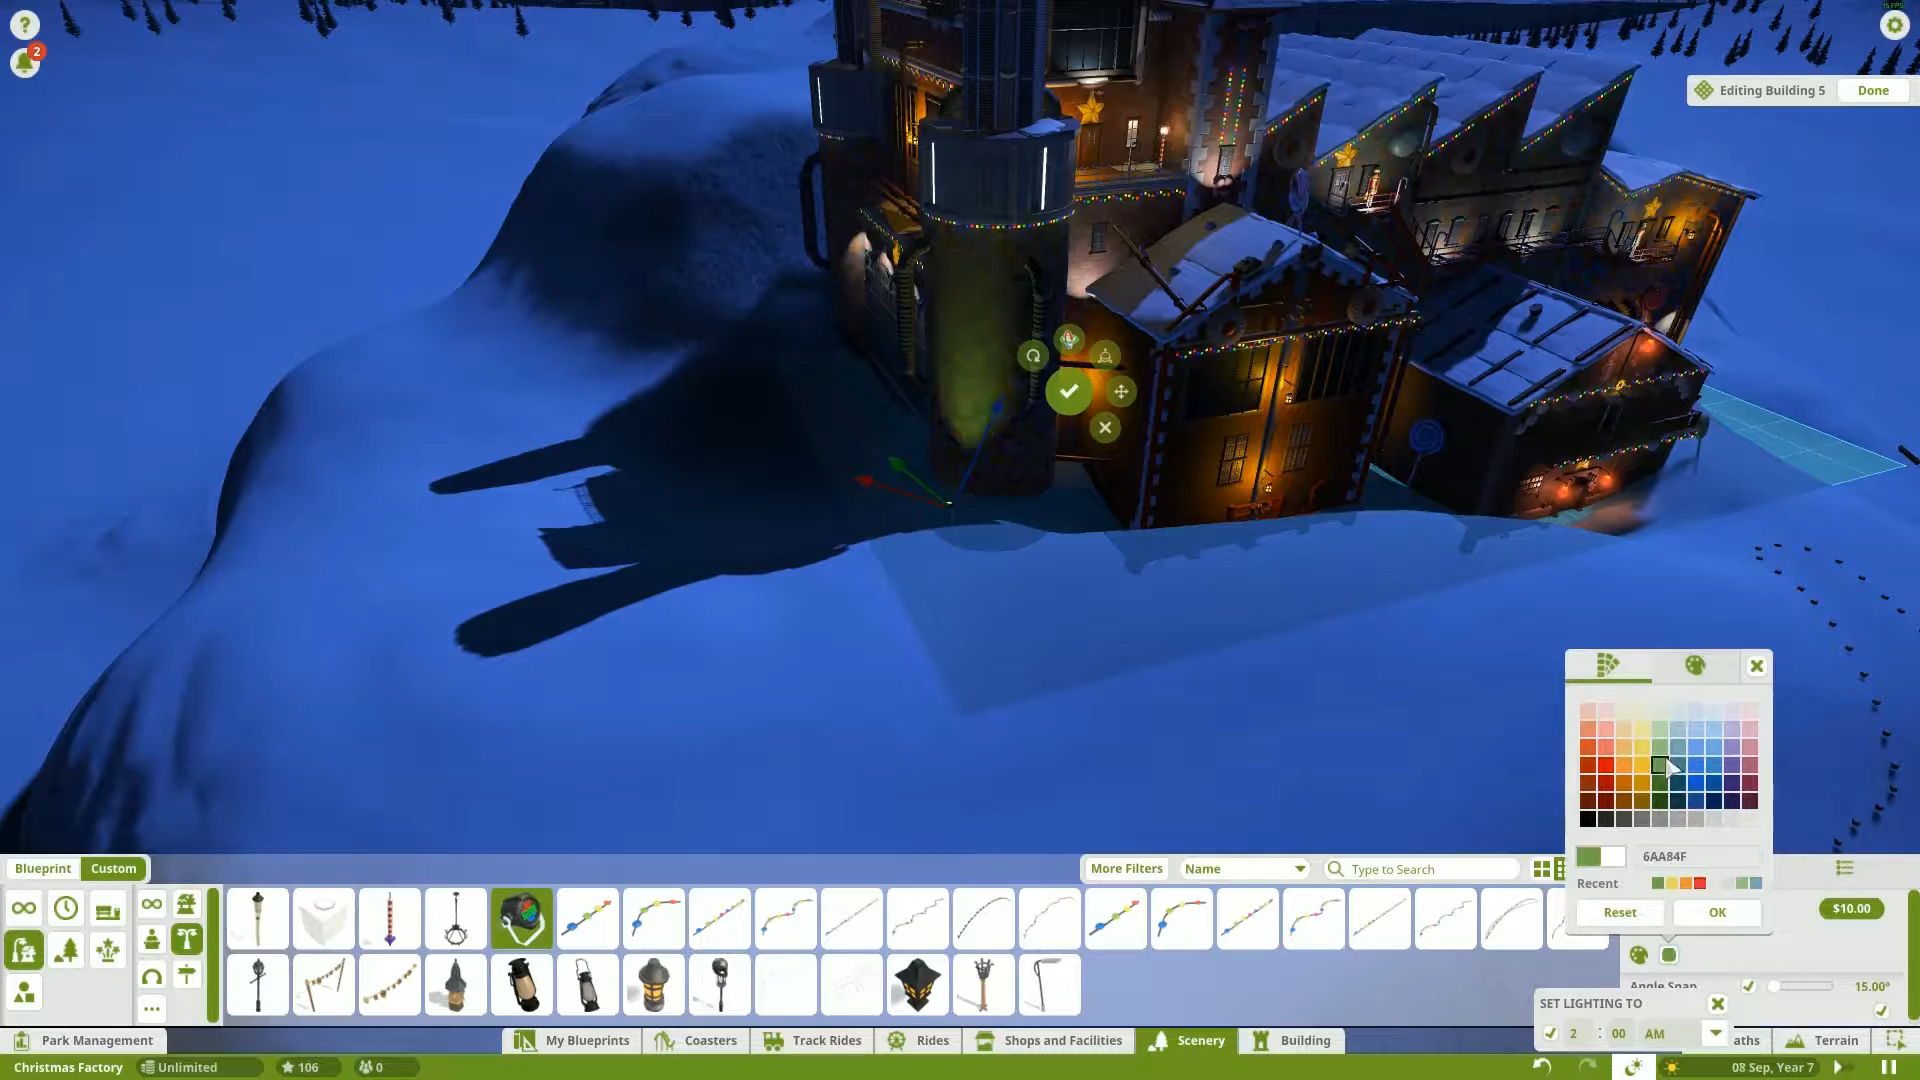 ?
2
15 FPS
Editing Building 5 Done
6AA84F
Recent
Reset OK
Blueprint Custom
More Filters Name Type to Search
$10.00
Angle Snap 15.00°
SET LIGHTING TO
2 : 00 AM
Park Management My Blueprints Coasters Track Rides Rides Shops and Facilities Scenery Building aths Terrain
Christmas Factory Unlimited 106 0 08 Sep, Year 7